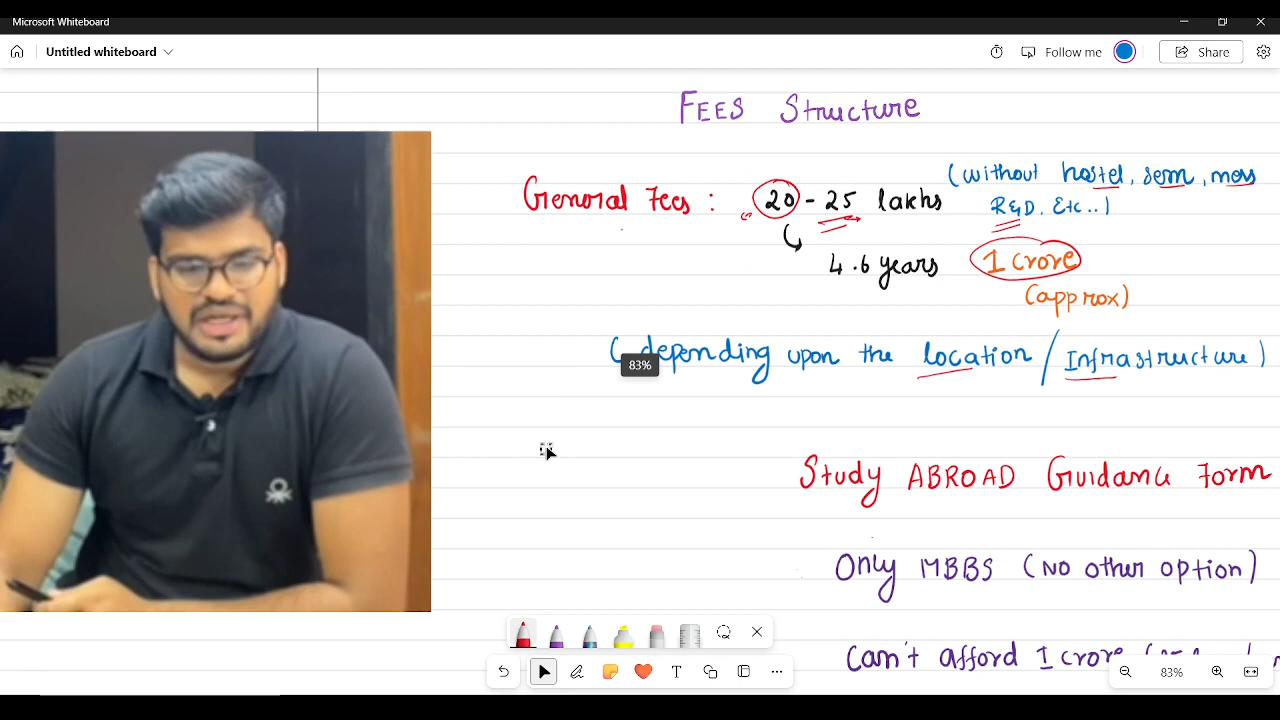 Microsoft Whiteboard
Untitled whiteboard
Follow me
Share
FEES Structure
General Fees : 20 - 25 lakhs (without hostel, sem, mess
R&D, Etc..)
4.6 years 1 crore
(approx)
(depending upon the location / Infrastructure)
83%
Study ABROAD Guidance Form
Only MBBS (No other option)
Can't afford 1 crore
83%